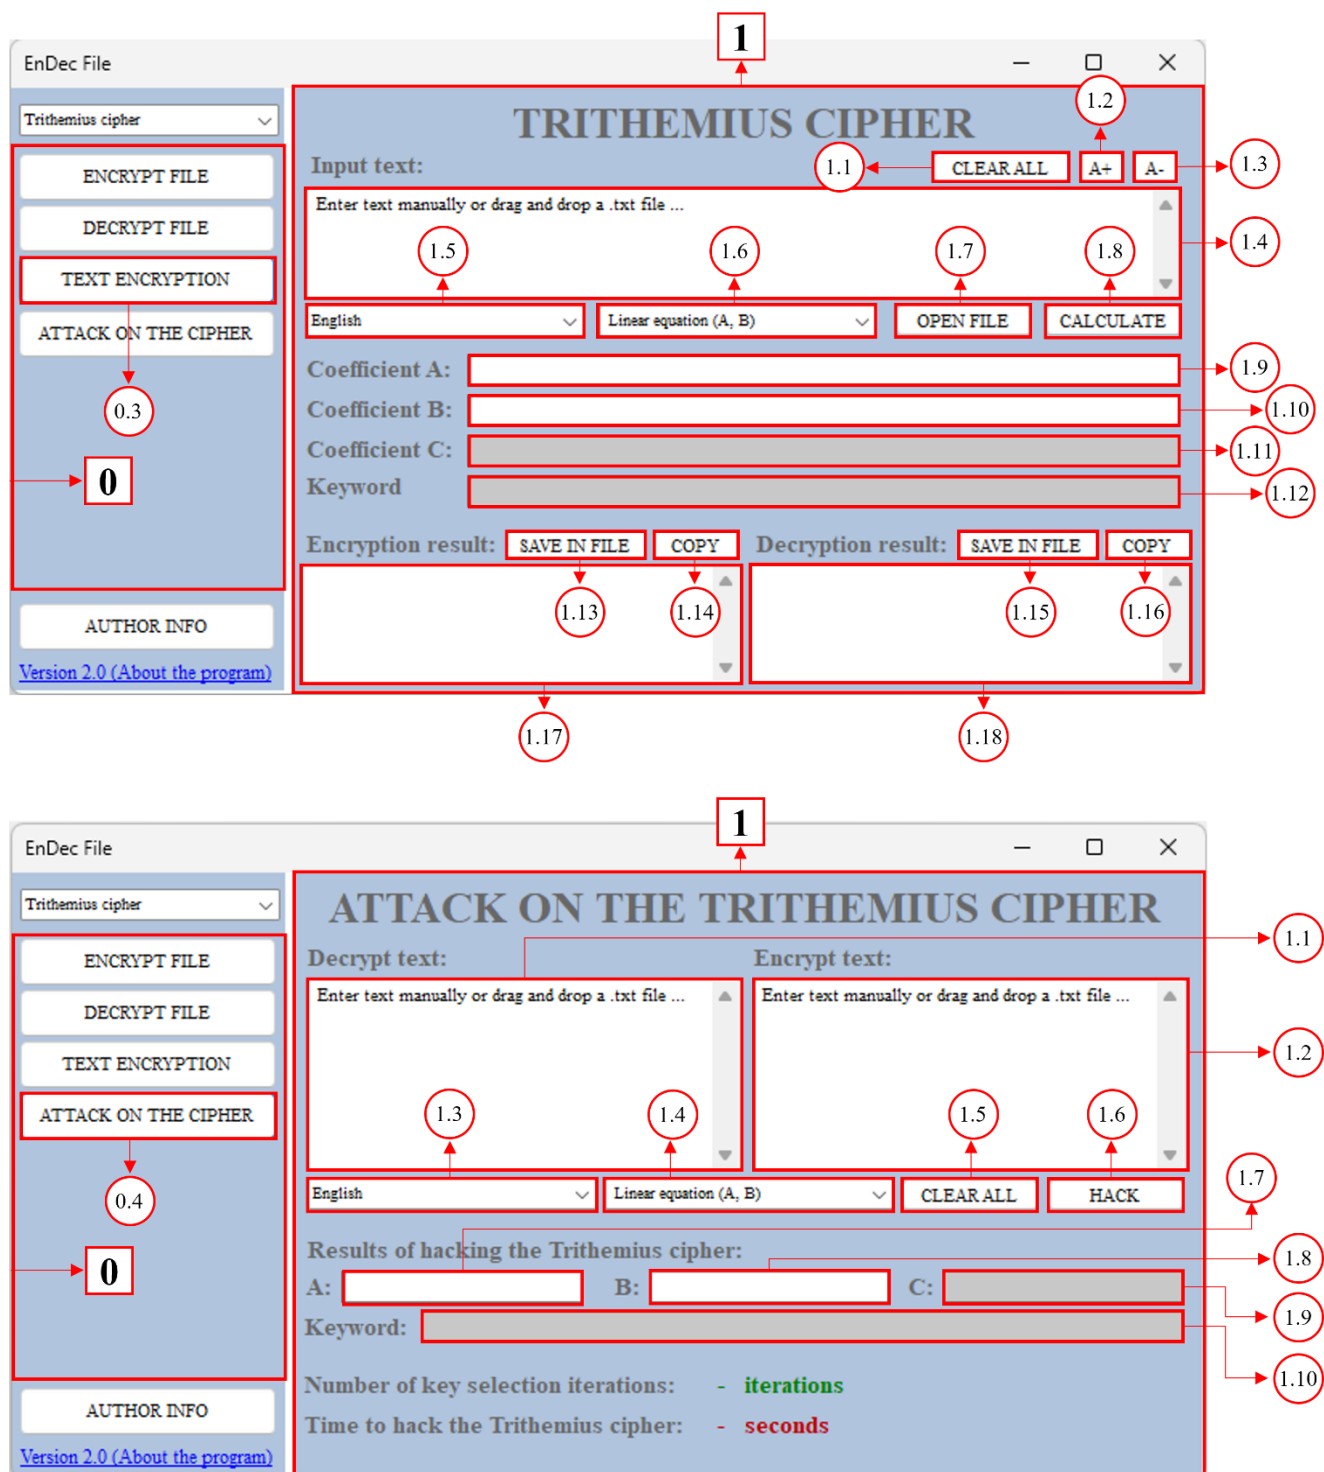 1
EnDec File
Trithemius cipher
TRITHEMIUS CIPHER
1.2
ENCRYPT FILE
Input text:
1.1
CLEAR ALL
A+
A-
1.3
DECRYPT FILE
Enter text manually or drag and drop a .txt file ...
1.5
1.6
1.7
1.8
1.4
TEXT ENCRYPTION
English
Linear equation (A, B)
OPEN FILE
CALCULATE
ATTACK ON THE CIPHER
Coefficient A:
1.9
0.3
Coefficient B:
1.10
Coefficient C:
1.11
0
Keyword
1.12
Encryption result:
SAVE IN FILE
COPY
Decryption result:
SAVE IN FILE
COPY
1.13
1.14
1.15
1.16
AUTHOR INFO
Version 2.0 (About the program)
1.17
1.18
1
EnDec File
Trithemius cipher
ATTACK ON THE TRITHEMIUS CIPHER
1.1
ENCRYPT FILE
Decrypt text:
Encrypt text:
DECRYPT FILE
Enter text manually or drag and drop a .txt file ...
Enter text manually or drag and drop a .txt file ...
1.2
TEXT ENCRYPTION
ATTACK ON THE CIPHER
1.3
1.4
1.5
1.6
1.7
0.4
English
Linear equation (A, B)
CLEAR ALL
HACK
Results of hacking the Trithemius cipher:
1.8
0
A:
B:
C:
1.9
Keyword:
1.10
Number of key selection iterations: - iterations
AUTHOR INFO
Time to hack the Trithemius cipher: - seconds
Version 2.0 (About the program)